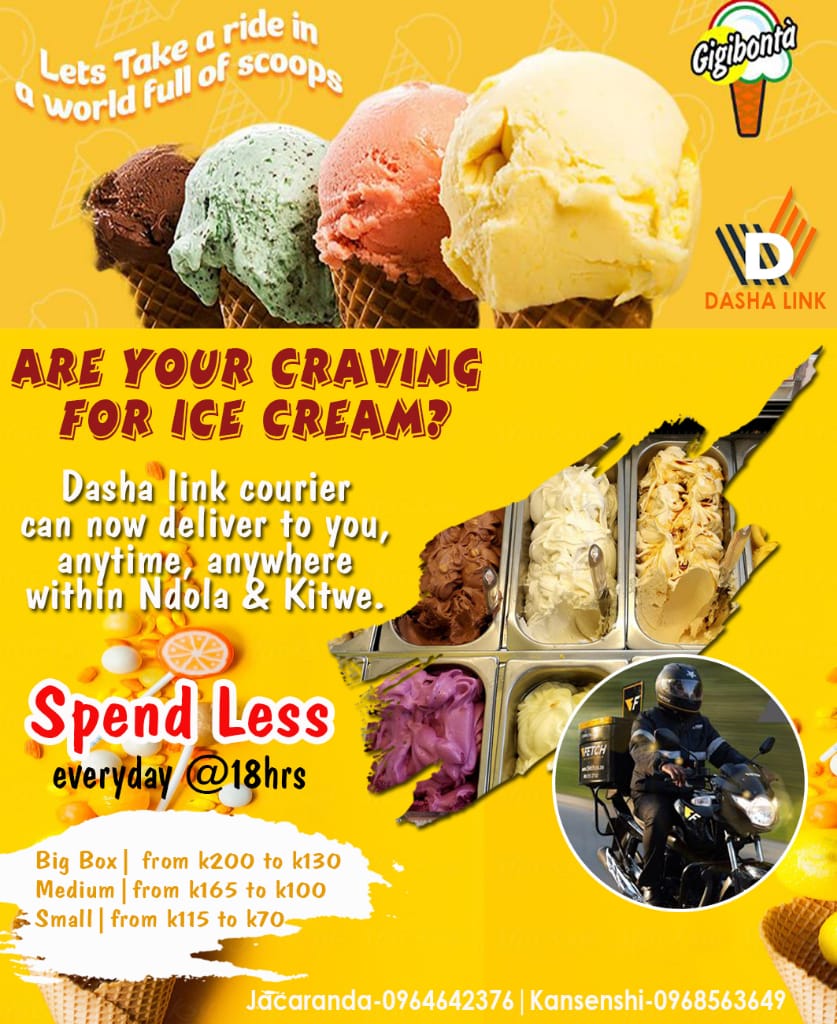 Lets Take a ride in
a world full of scoops
Gigibontà
D
DASHA LINK
ARE YOUR CRAVING
FOR ICE CREAM?
Dasha link courier
can now deliver to you,
anytime, anywhere
within Ndola & Kitwe.
Spend Less
everyday @18hrs
F
FETCH
Big Box| from k200 to k130
Medium|from k165 to k100
Small|from k115 to k70
Jacaranda-0964642376|Kansenshi-0968563649